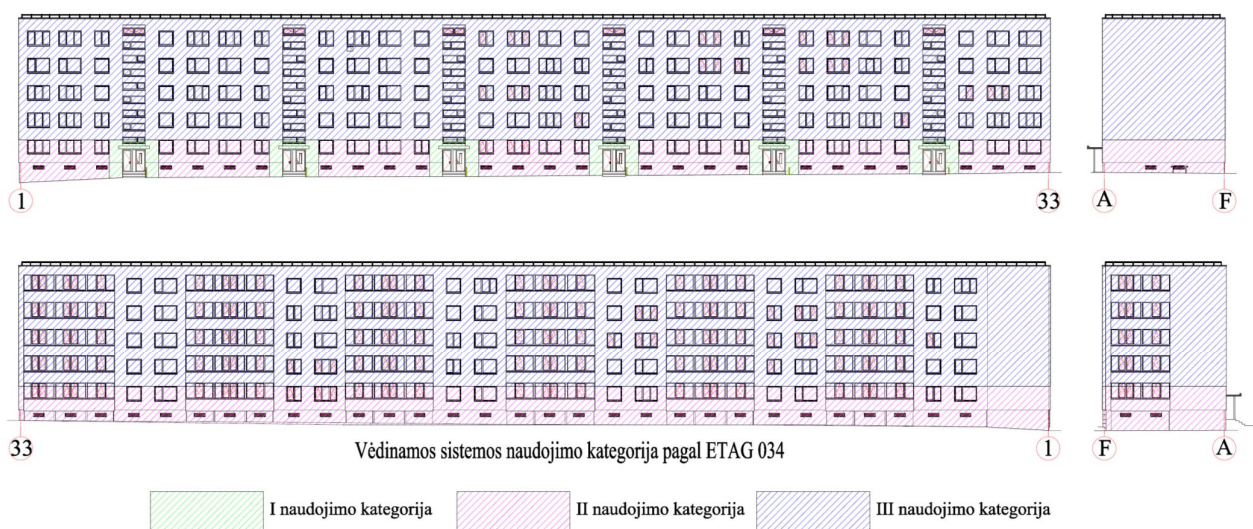 1
33
A
F
33
1
F
A
Vėdinamos sistemos naudojimo kategorija pagal ETAG 034
I naudojimo kategorija
II naudojimo kategorija
III naudojimo kategorija